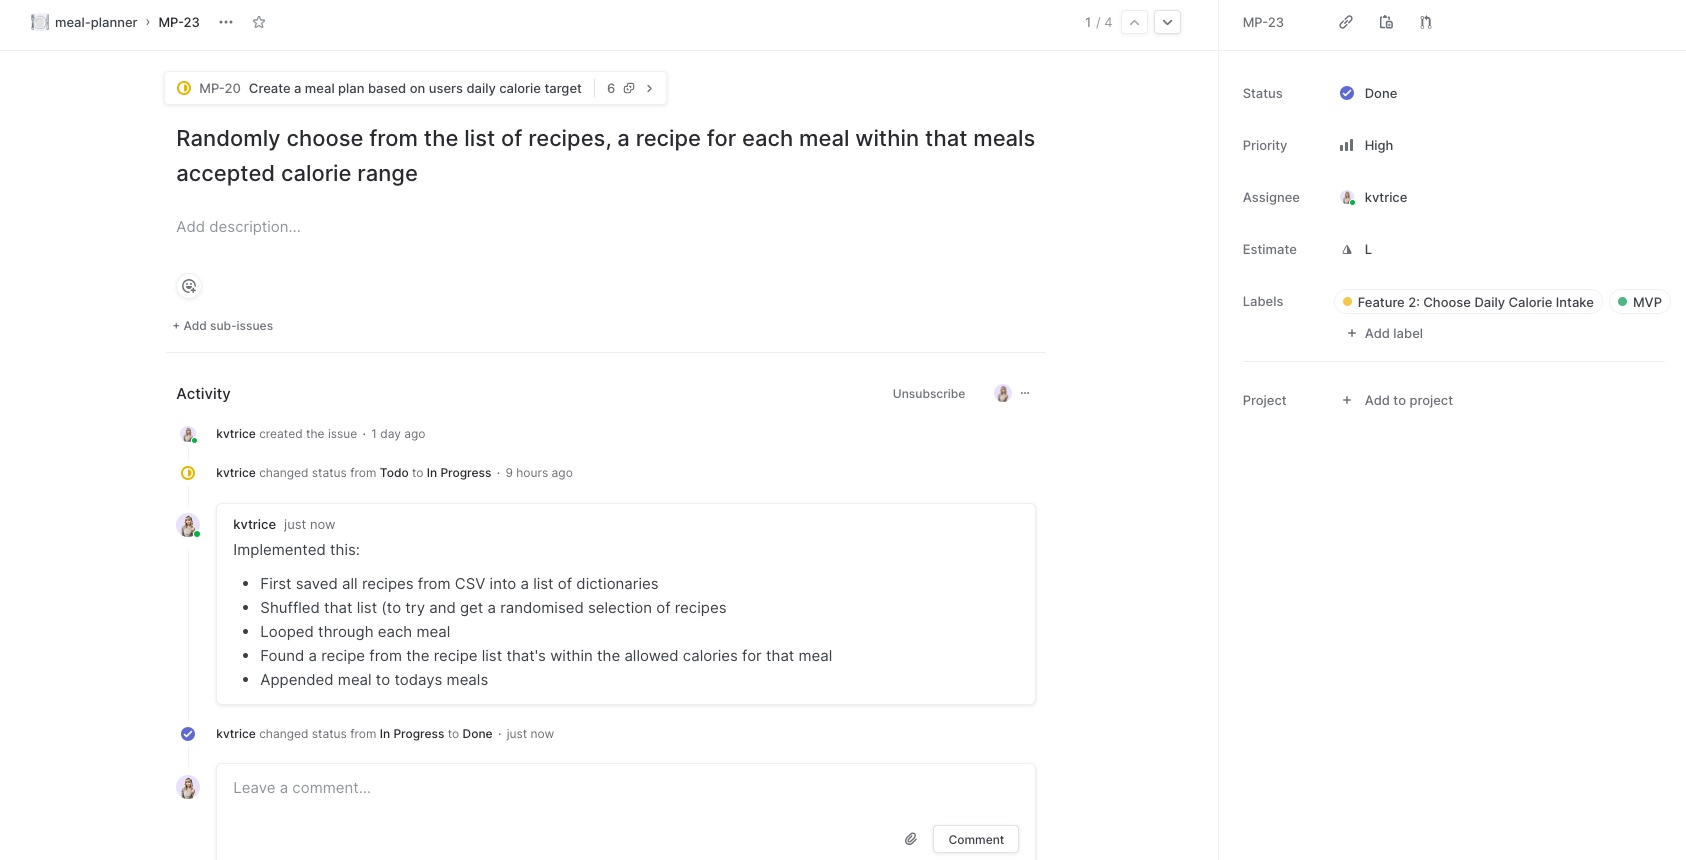 meal-planner › MP-23 ···
1 / 4
MP-20 Create a meal plan based on users daily calorie target 6
Randomly choose from the list of recipes, a recipe for each meal within that meals
accepted calorie range
Add description...
+ Add sub-issues
Activity
Unsubscribe ···
kvtrice created the issue · 1 day ago
kvtrice changed status from Todo to In Progress · 9 hours ago
kvtrice just now
Implemented this:
• First saved all recipes from CSV into a list of dictionaries
• Shuffled that list (to try and get a randomised selection of recipes
• Looped through each meal
• Found a recipe from the recipe list that's within the allowed calories for that meal
• Appended meal to todays meals
kvtrice changed status from In Progress to Done · just now
Leave a comment...
Comment
MP-23
Status Done
Priority High
Assignee kvtrice
Estimate L
Labels Feature 2: Choose Daily Calorie Intake MVP
+ Add label
Project + Add to project